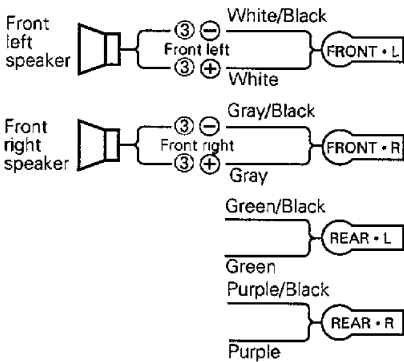 White/Black
Front
left
speaker
③ ⊖
Front left
③ ⊕
FRONT • L
White
Gray/Black
Front
right
speaker
③ ⊖
Front right
③ ⊕
FRONT • R
Gray
Green/Black
REAR • L
Green
Purple/Black
REAR • R
Purple